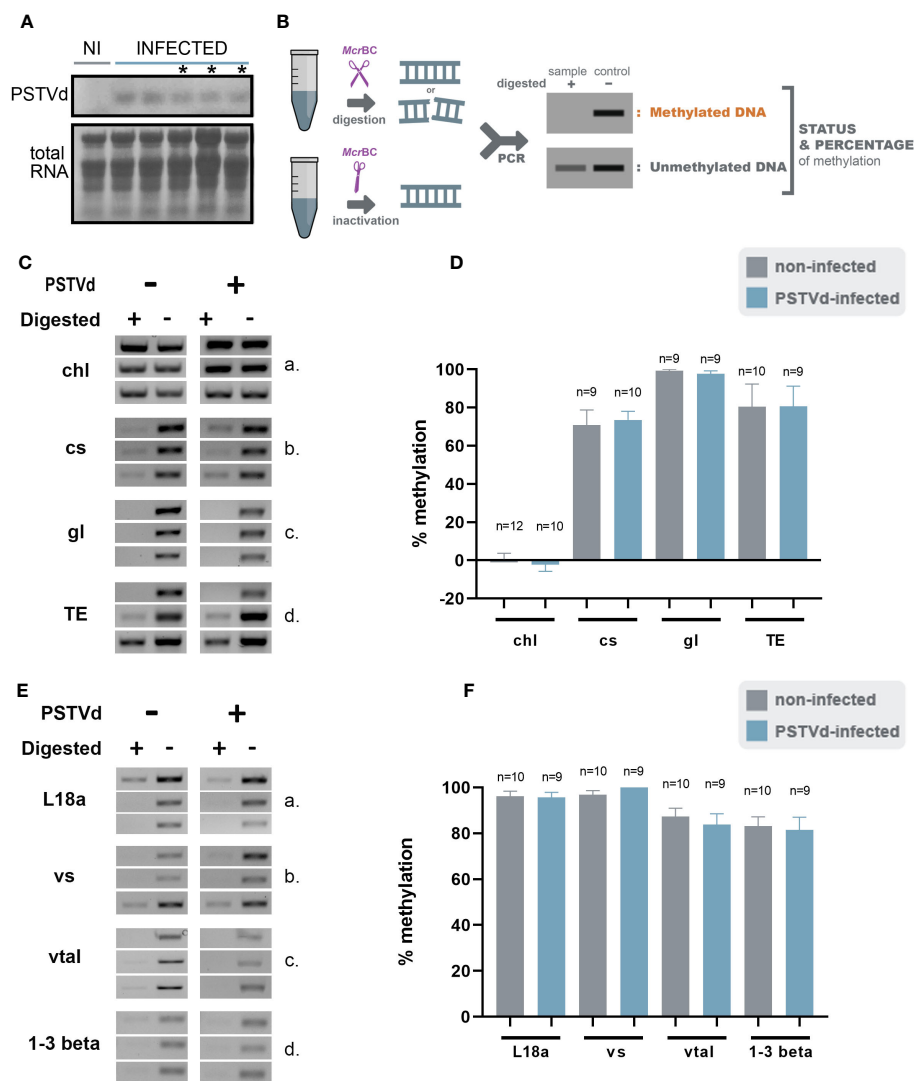 A
NI INFECTED
* * *
PSTVd
total
RNA
B
McrBC
digestion
or
McrBC
inactivation
PCR
sample control
digested + −
: Methylated DNA
: Unmethylated DNA
STATUS
& PERCENTAGE
of methylation
C
PSTVd - +
Digested + - + -
chl a.
cs b.
gl c.
TE d.
D
non-infected
PSTVd-infected
% methylation
100
80
60
40
20
0
-20
n=12 n=10 n=9 n=10 n=9 n=9 n=10 n=9
chl cs gl TE
E
PSTVd - +
Digested + - + -
L18a a.
vs b.
vtal c.
1-3 beta d.
F
non-infected
PSTVd-infected
% methylation
100
80
60
40
20
0
n=10 n=9 n=10 n=9 n=10 n=9 n=10 n=9
L18a vs vtal 1-3 beta